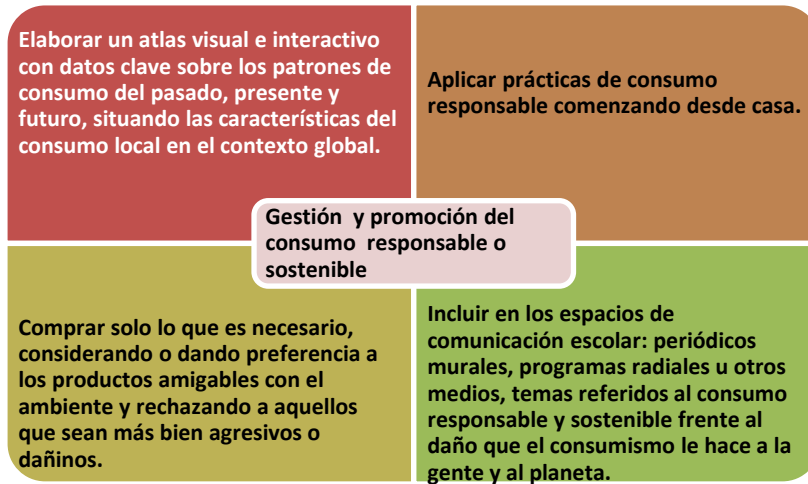 Elaborar un atlas visual e interactivo
con datos clave sobre los patrones de
consumo del pasado, presente y
futuro, situando las características del
consumo local en el contexto global.
Aplicar prácticas de consumo
responsable comenzando desde casa.
Gestión y promoción del
consumo responsable o
sostenible
Comprar solo lo que es necesario,
considerando o dando preferencia a
los productos amigables con el
ambiente y rechazando a aquellos
que sean más bien agresivos o
dañinos.
Incluir en los espacios de
comunicación escolar: periódicos
murales, programas radiales u otros
medios, temas referidos al consumo
responsable y sostenible frente al
daño que el consumismo le hace a la
gente y al planeta.